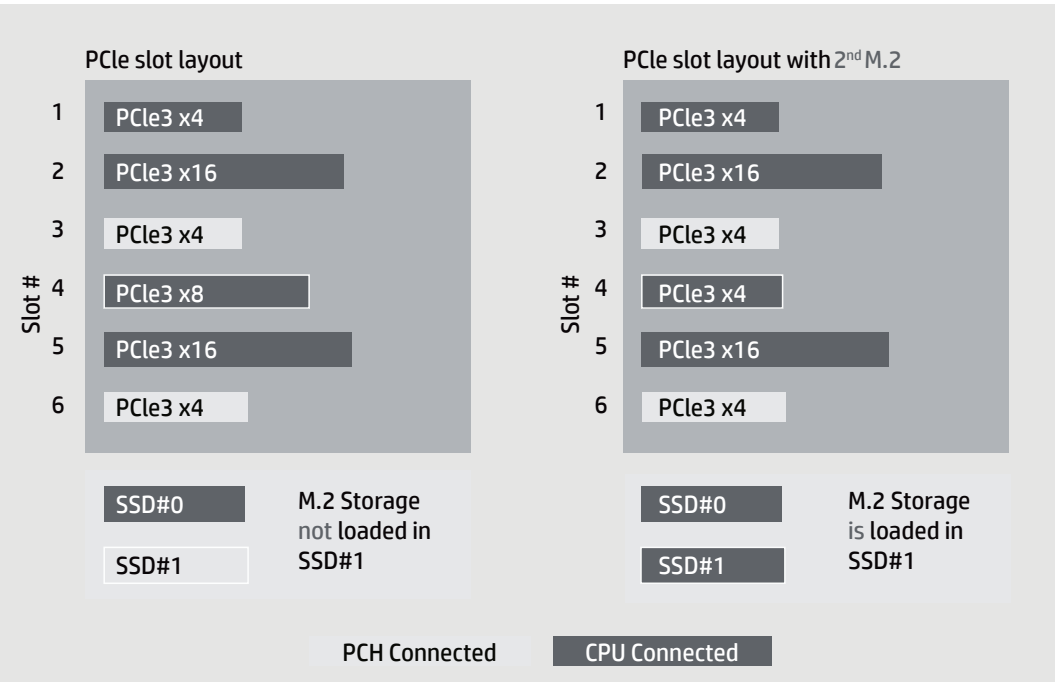 PCIe slot layout
1 PCIe3 x4
2 PCIe3 x16
3 PCIe3 x4
4 PCIe3 x8
5 PCIe3 x16
6 PCIe3 x4
Slot #
SSD#0
SSD#1
M.2 Storage
not loaded in
SSD#1
PCIe slot layout with 2nd M.2
1 PCIe3 x4
2 PCIe3 x16
3 PCIe3 x4
4 PCIe3 x4
5 PCIe3 x16
6 PCIe3 x4
Slot #
SSD#0
SSD#1
M.2 Storage
is loaded in
SSD#1
PCH Connected
CPU Connected